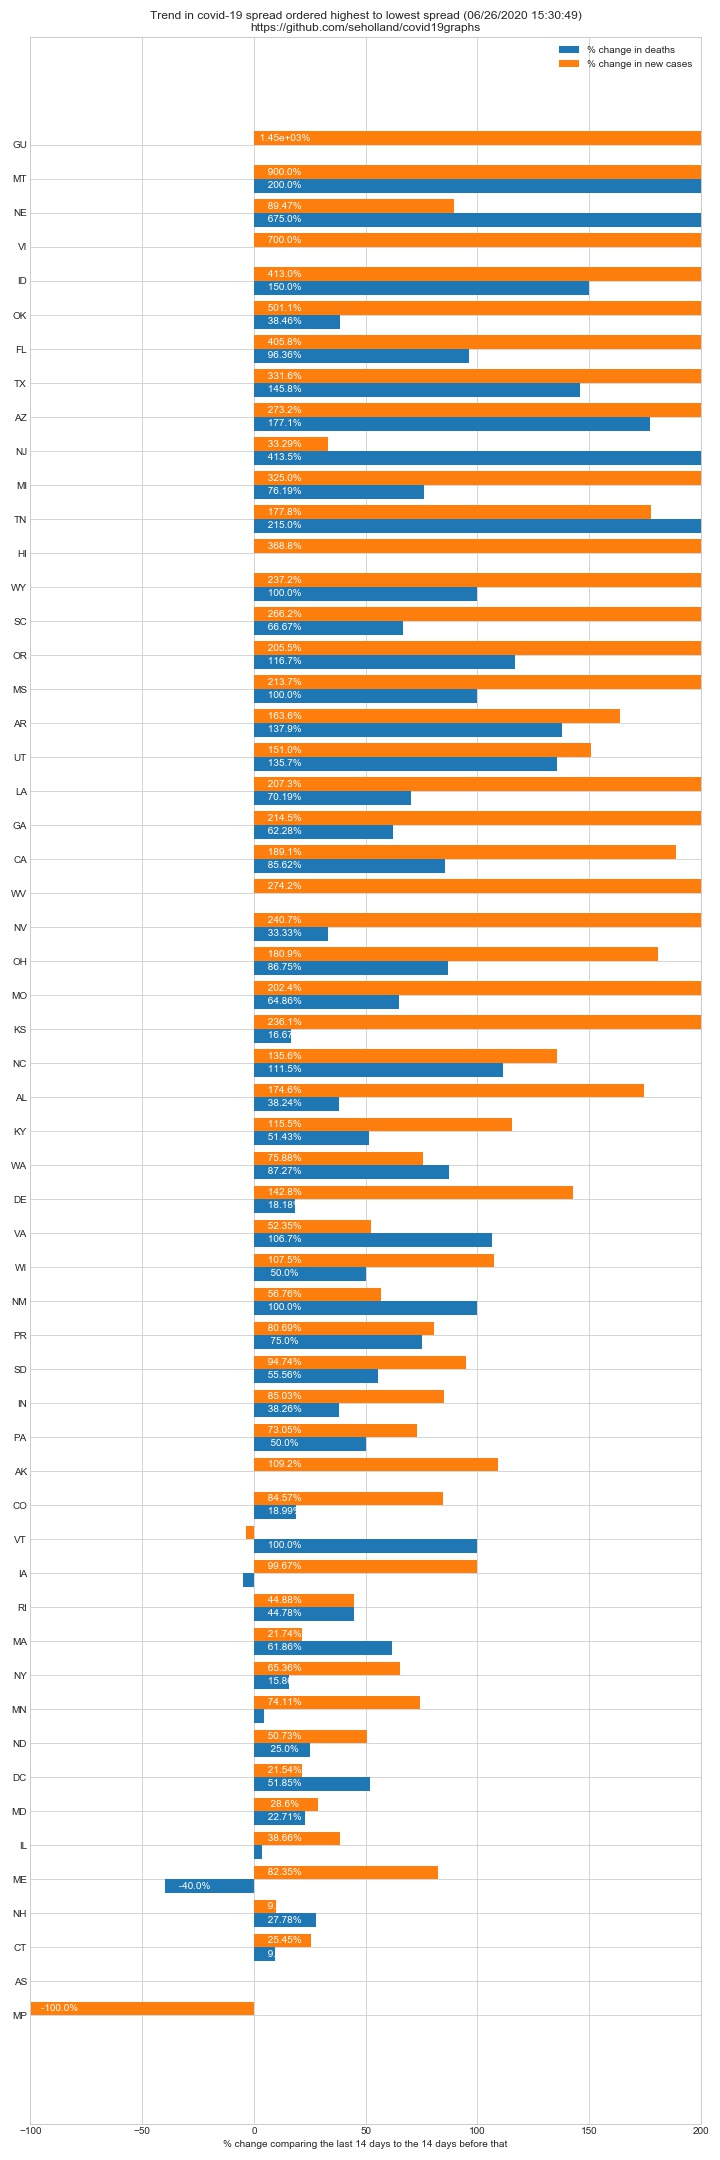 Trend in covid-19 spread ordered highest to lowest spread (06/26/2020 15:30:49)
https://github.com/seholland/covid19graphs
% change in deaths
% change in new cases
GU
1.45e+03%
MT
900.0%
200.0%
NE
89.47%
675.0%
VI
700.0%
ID
413.0%
150.0%
OK
501.1%
38.46%
FL
405.8%
96.36%
TX
331.6%
145.8%
AZ
273.2%
177.1%
NJ
33.29%
413.5%
MI
325.0%
76.19%
TN
177.8%
215.0%
HI
368.8%
WY
237.2%
100.0%
SC
266.2%
66.67%
OR
205.5%
116.7%
MS
213.7%
100.0%
AR
163.6%
137.9%
UT
151.0%
135.7%
LA
207.3%
70.19%
GA
214.5%
62.28%
CA
189.1%
85.62%
WV
274.2%
NV
240.7%
33.33%
OH
180.9%
86.75%
MO
202.4%
64.86%
KS
236.1%
16.67
NC
135.6%
111.5%
AL
174.6%
38.24%
KY
115.5%
51.43%
WA
75.88%
87.27%
DE
142.8%
18.18
VA
52.35%
106.7%
WI
107.5%
50.0%
NM
56.76%
100.0%
PR
80.69%
75.0%
SD
94.74%
55.56%
IN
85.03%
38.26%
PA
73.05%
50.0%
AK
109.2%
CO
84.57%
18.99
VT
100.0%
IA
99.67%
RI
44.88%
44.78%
MA
21.74%
61.86%
NY
65.36%
15.8
MN
74.11%
ND
50.73%
25.0%
DC
21.54%
51.85%
MD
28.6%
22.71%
IL
38.66%
ME
82.35%
-40.0%
NH
9.
27.78%
CT
25.45%
9.
AS
MP
-100.0%
−100
−50
0
50
100
150
200
% change comparing the last 14 days to the 14 days before that